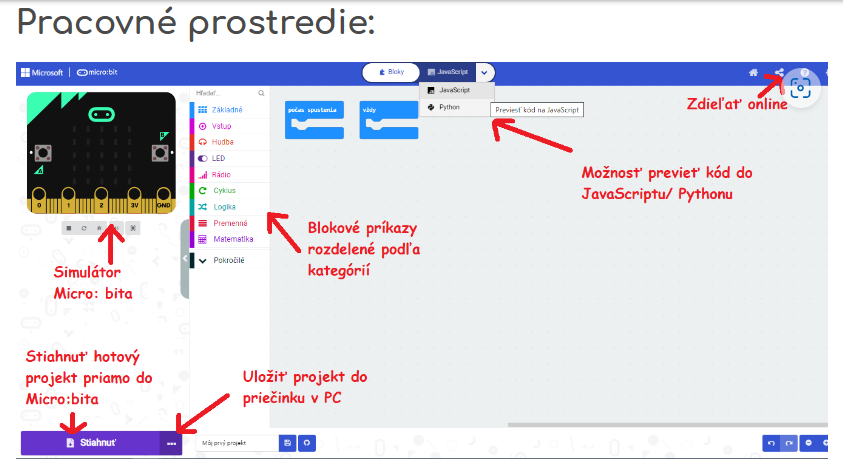 Pracovné prostredie:
Microsoft | micro:bit
Bloky
JavaScript
JavaScript
Python
Previesť kód na JavaScript
Hľadať...
Základné
Vstup
Hudba
LED
Rádio
Cyklus
Logika
Premenná
Matematika
Pokročilé
počas spustenia
vždy
0 1 2 3V GND
Zdieľať online
Možnosť previeť kód do
JavaScriptu/ Pythonu
Blokové príkazy
rozdelené podľa
kategórií
Simulátor
Micro: bita
Stiahnuť hotový
projekt priamo do
Micro:bita
Uložiť projekt do
priečinku v PC
Stiahnuť
Môj prvý projekt